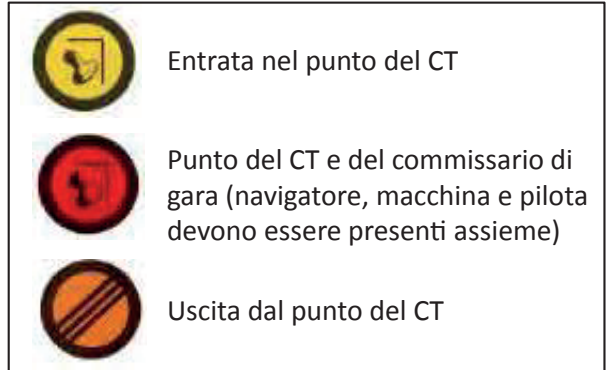 Entrata nel punto del CT
Punto del CT e del commissario di
gara (navigatore, macchina e pilota
devono essere presenti assieme)
Uscita dal punto del CT